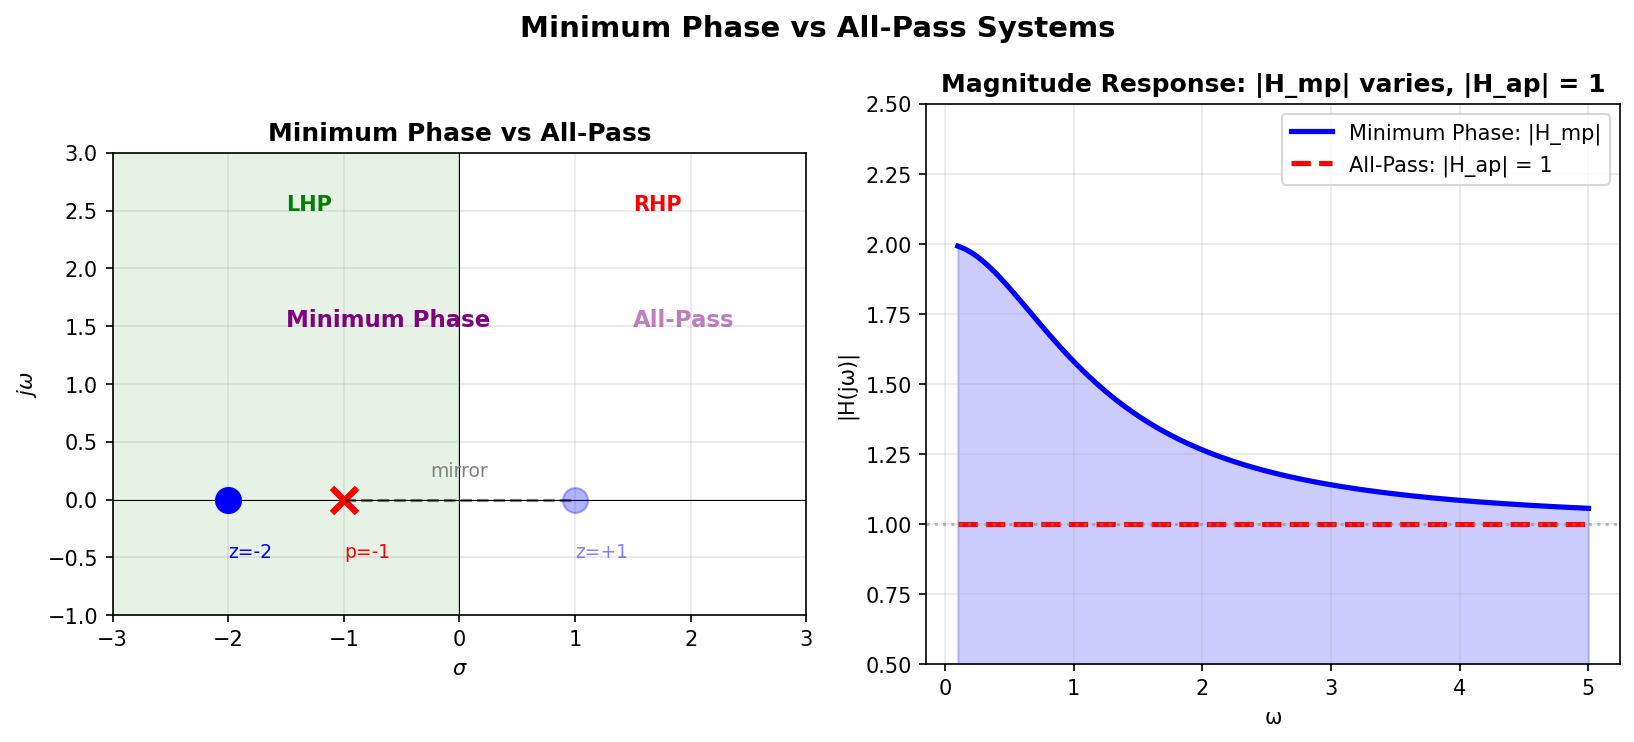 Minimum Phase vs All-Pass Systems
Minimum Phase vs All-Pass
3.0
2.5
2.0
1.5
1.0
0.5
0.0
−0.5
−1.0
jω
LHP
RHP
Minimum Phase
All-Pass
mirror
z=-2
p=-1
z=+1
−3
−2
−1
0
1
2
3
σ
Magnitude Response: |H_mp| varies, |H_ap| = 1
2.50
2.25
2.00
1.75
1.50
1.25
1.00
0.75
0.50
|H(jω)|
Minimum Phase: |H_mp|
All-Pass: |H_ap| = 1
0
1
2
3
4
5
ω